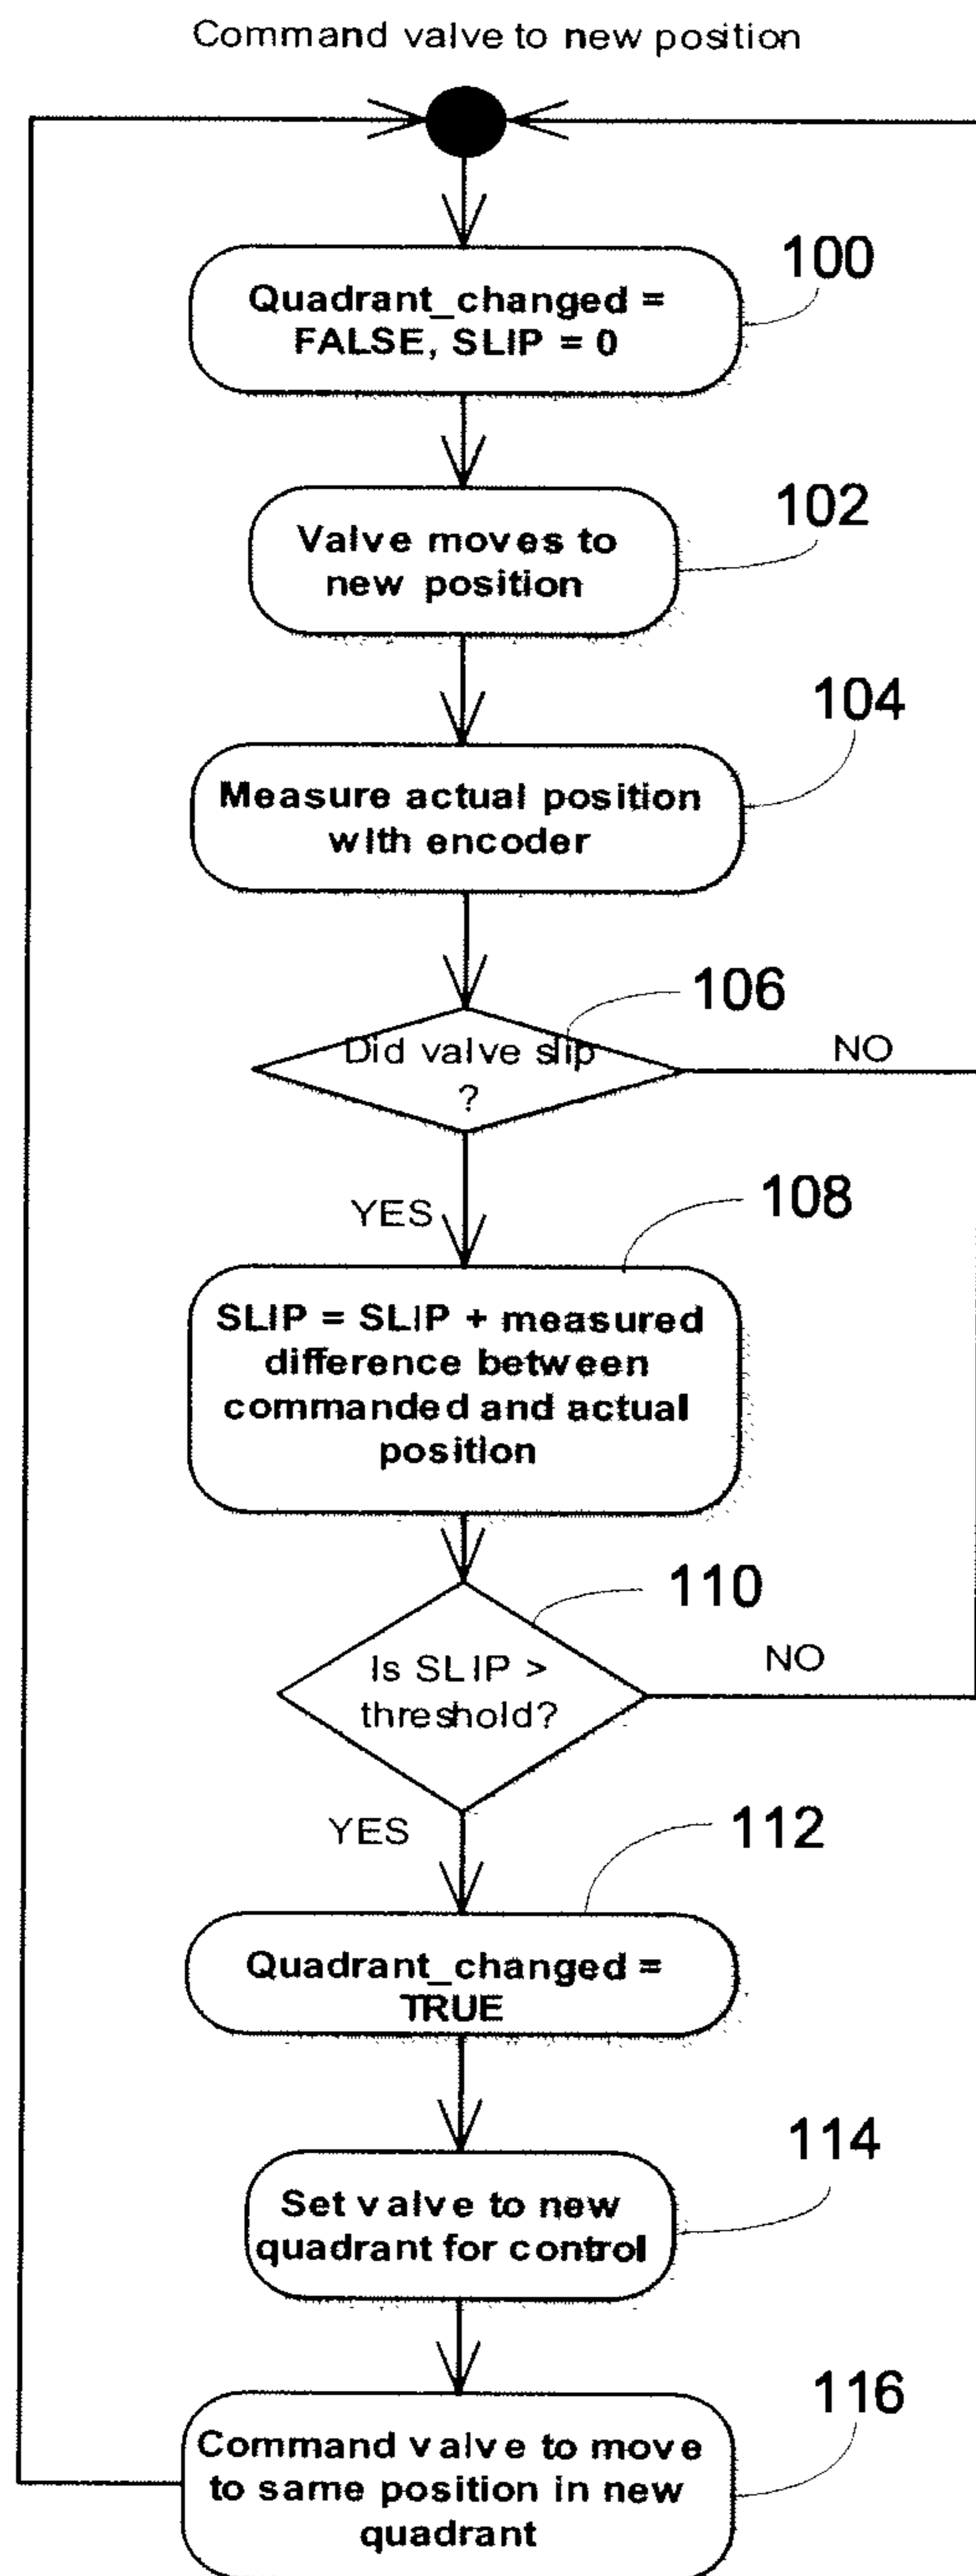 Command valve to new position
100
Quadrant_changed =
FALSE, SLIP = 0
102
Valve moves to
new position
104
Measure actual position
with encoder
106
Did valve slip
?
NO
YES
108
SLIP = SLIP + measured
difference between
commanded and actual
position
110
Is SLIP >
threshold?
NO
YES
112
Quadrant_changed =
TRUE
114
Set valve to new
quadrant for control
116
Command valve to move
to same position in new
quadrant